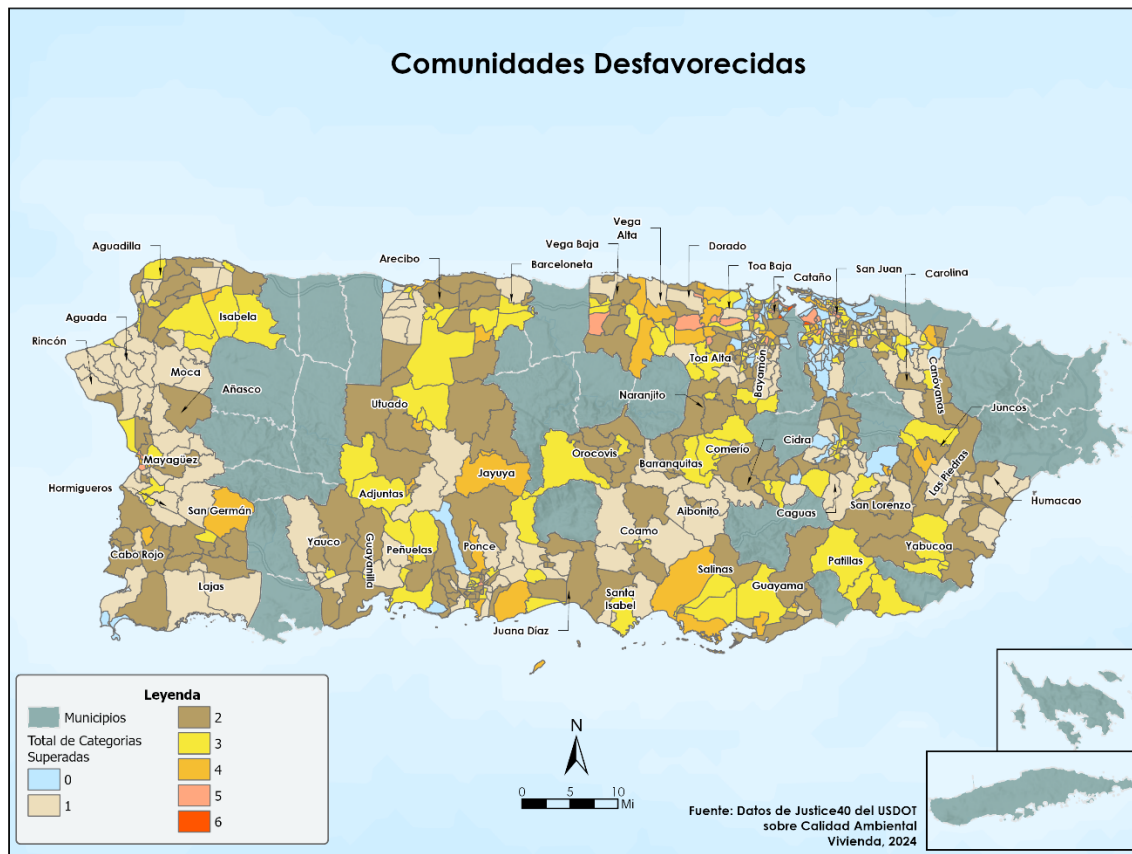 Comunidades Desfavorecidas
Vega
Alta
Aguadilla
Arecibo
Vega Baja
Barceloneta
Dorado
Toa Baja
Cataño
San Juan
Carolina
Isabela
Aguada
Rincón
Moca
Añasco
Toa Alta
Bayamón
Canóvanas
Utuado
Naranjito
Juncos
Mayagüez
Orocovis
Comerío
Cidral
Barranquitas
Las Piedras
Jayuya
Hormigueros
Adjuntas
San Germán
Humacao
Caguas
San Lorenzo
Aibonito
Coamo
Cabo Rojo
Yauco
Guayanilla
Peñuelas
Ponce
Yabucoa
Patillas
Salinas
Guayama
Lajas
Santa
Isabel
Juana Díaz
Leyenda
Municipios
Total de Categorias
Superadas
0
1
2
3
4
5
6
N
0 5 10
Mi
Fuente: Datos de Justice40 del USDOT
sobre Calidad Ambiental
Vivienda, 2024